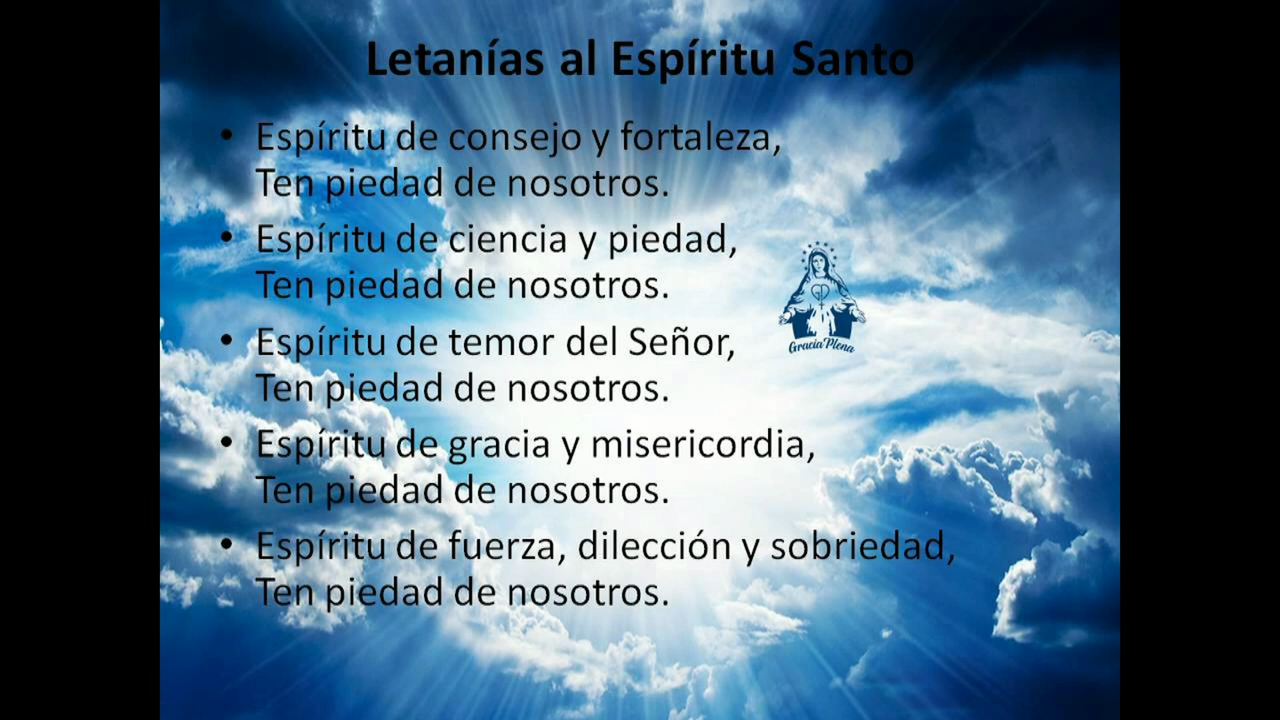 Letanías al Espíritu Santo
• Espíritu de consejo y fortaleza,
Ten piedad de nosotros.
• Espíritu de ciencia y piedad,
Ten piedad de nosotros.
• Espíritu de temor del Señor,
Ten piedad de nosotros.
• Espíritu de gracia y misericordia,
Ten piedad de nosotros.
• Espíritu de fuerza, dilección y sobriedad,
Ten piedad de nosotros.
Gracia Plena